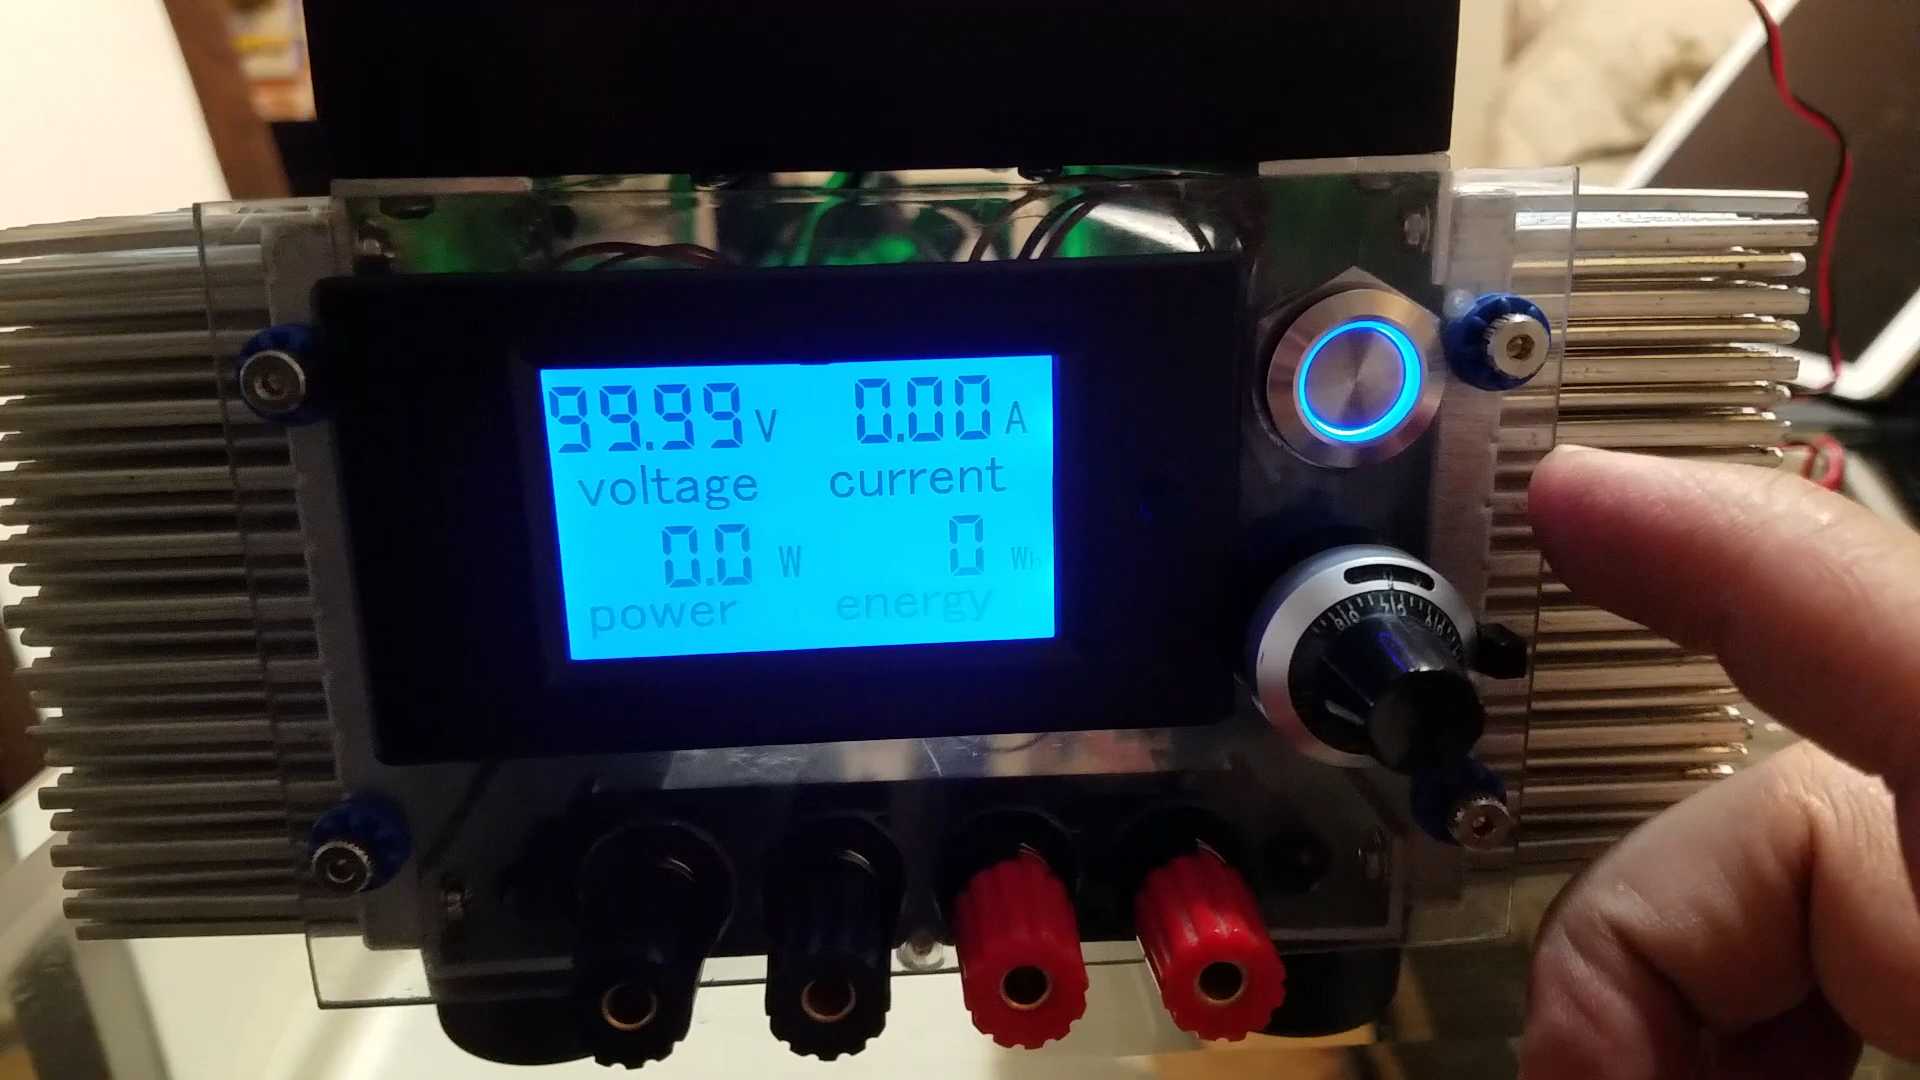 99.99 V 0.00 A
voltage current
0.0 W 0 Wh
power energy